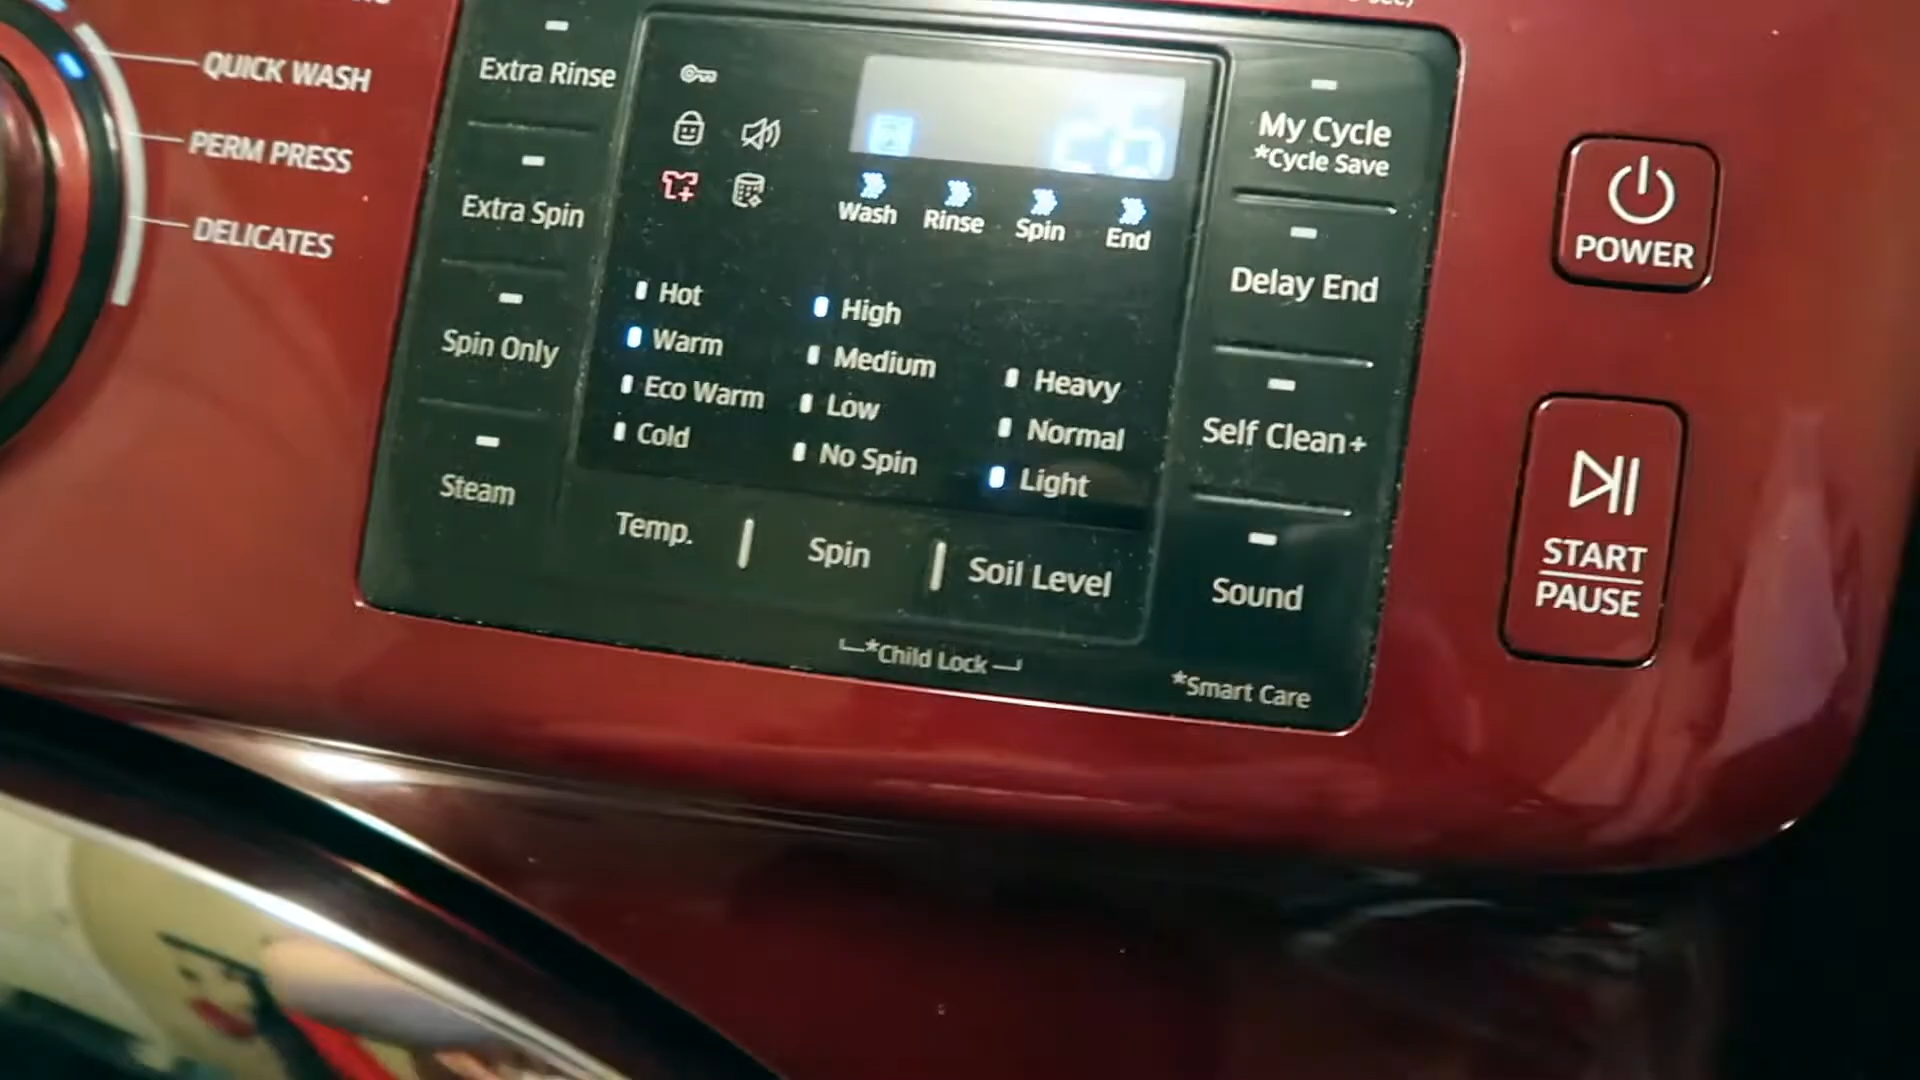 QUICK WASH
PERM PRESS
DELICATES
Extra Rinse
Extra Spin
Spin Only
Steam
26
Wash Rinse Spin End
Hot
Warm
Eco Warm
Cold
High
Medium
Low
No Spin
Heavy
Normal
Light
Temp. Spin Soil Level
*Child Lock
My Cycle
*Cycle Save
Delay End
Self Clean+
Sound
*Smart Care
POWER
START
PAUSE